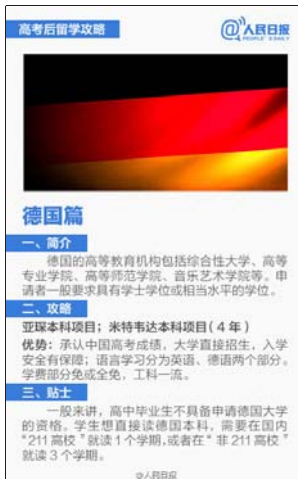 高考后留学攻略
@人民日报
PEOPLE'S DAILY
德国篇
一、简介
德国的高等教育机构包括综合性大学、高等
专业学院、高等师范学院、音乐艺术学院等。申
请者一般要求具有学士学位或相当水平的学位。
二、攻略
亚琛本科项目；米特韦达本科项目(4年)
优势：承认中国高考成绩，大学直接招生，入学
安全有保障；语言学习分为英语、德语两个部分。
学费部分免或全免，工科一流。
三、贴士
一般来讲，高中毕业生不具备申请德国大学
的资格。学生想直接读德国本科，需要在国内
“211高校”就读1个学期，或者在“非211高校”
就读3个学期。
@人民日报